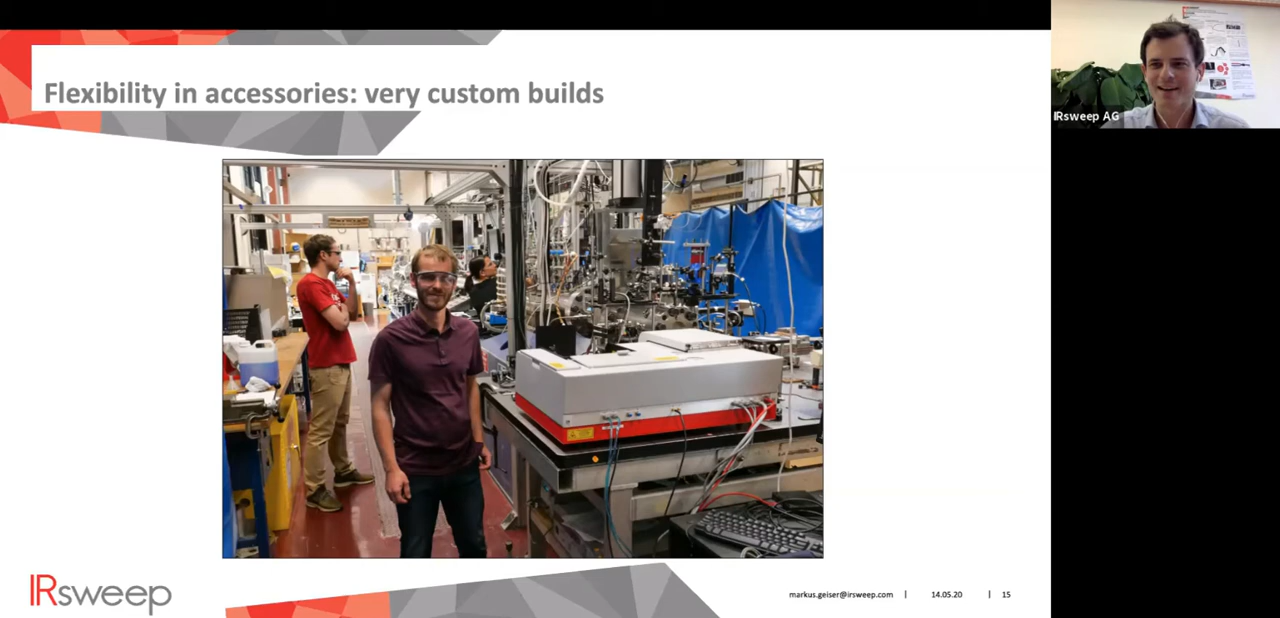 Flexibility in accessories: very custom builds
IRsweep AG
IRsweep
markus.geiser@irsweep.com | 14.05.20 | 15